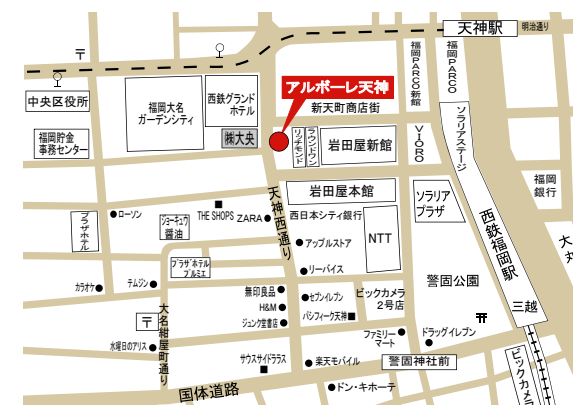 天神駅
明治通り
〒
中央区役所
福岡大名
ガーデンシティ
西鉄グランド
ホテル
アルボーレ天神
新天町商店街
福岡PARCO新館
福岡PARCO
ソラリアステージ
VIORO
福岡貯金
事務センター
㈱大央
リッチモンド
ラウンドワン
岩田屋新館
岩田屋本館
福岡
銀行
ソラリア
プラザ
西鉄福岡駅
大丸
プラザホテル
ローソン
ジョーキュウ
醤油
THE SHOPS
ZARA
天神西通り
西日本シティ銀行
アップルストア
NTT
プラザホテル
プルミエ
リーバイス
カラオケ
テムジン
無印良品
セブンイレブン
ビックカメラ
2号店
警固公園
三越
H&M
パシフィーク天神
〒
大名紺屋町通り
ジュンク堂書店
ファミリー
マート
ドラッグイレブン
水曜日のアリス
サウスサイドテラス
楽天モバイル
警固神社前
ビックカメラ
国体道路
ドン・キホーテ